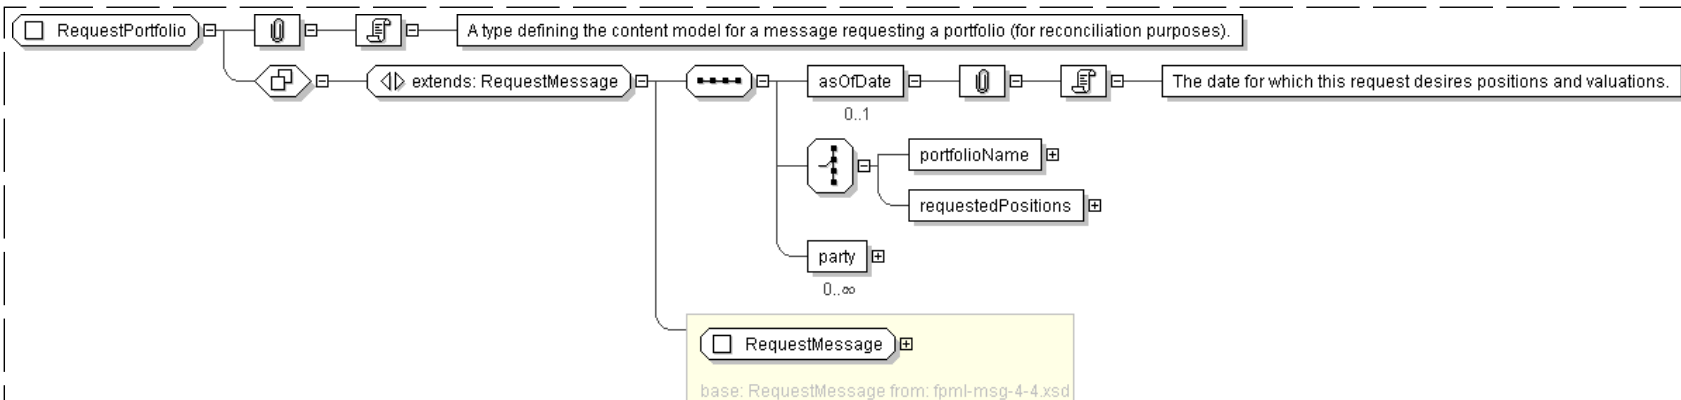 RequestPortfolio
A type defining the content model for a message requesting a portfolio (for reconciliation purposes).
extends: RequestMessage
asOfDate
The date for which this request desires positions and valuations.
0..1
portfolioName
requestedPositions
party
0..∞
RequestMessage
base: RequestMessage from: fpml-msg-4-4.xsd